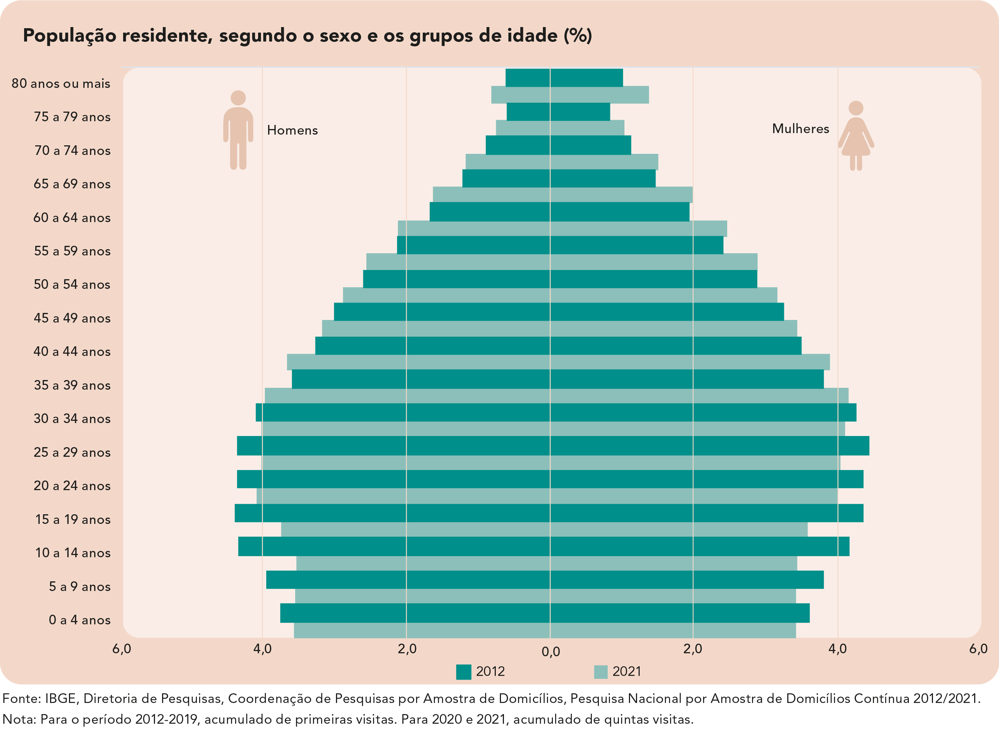 População residente, segundo o sexo e os grupos de idade (%)
80 anos ou mais
75 a 79 anos
70 a 74 anos
65 a 69 anos
60 a 64 anos
55 a 59 anos
50 a 54 anos
45 a 49 anos
40 a 44 anos
35 a 39 anos
30 a 34 anos
25 a 29 anos
20 a 24 anos
15 a 19 anos
10 a 14 anos
5 a 9 anos
0 a 4 anos
Homens
Mulheres
6,0 4,0 2,0 0,0 2,0 4,0 6,0
2012 2021
Fonte: IBGE, Diretoria de Pesquisas, Coordenação de Pesquisas por Amostra de Domicílios, Pesquisa Nacional por Amostra de Domicílios Contínua 2012/2021.
Nota: Para o período 2012-2019, acumulado de primeiras visitas. Para 2020 e 2021, acumulado de quintas visitas.